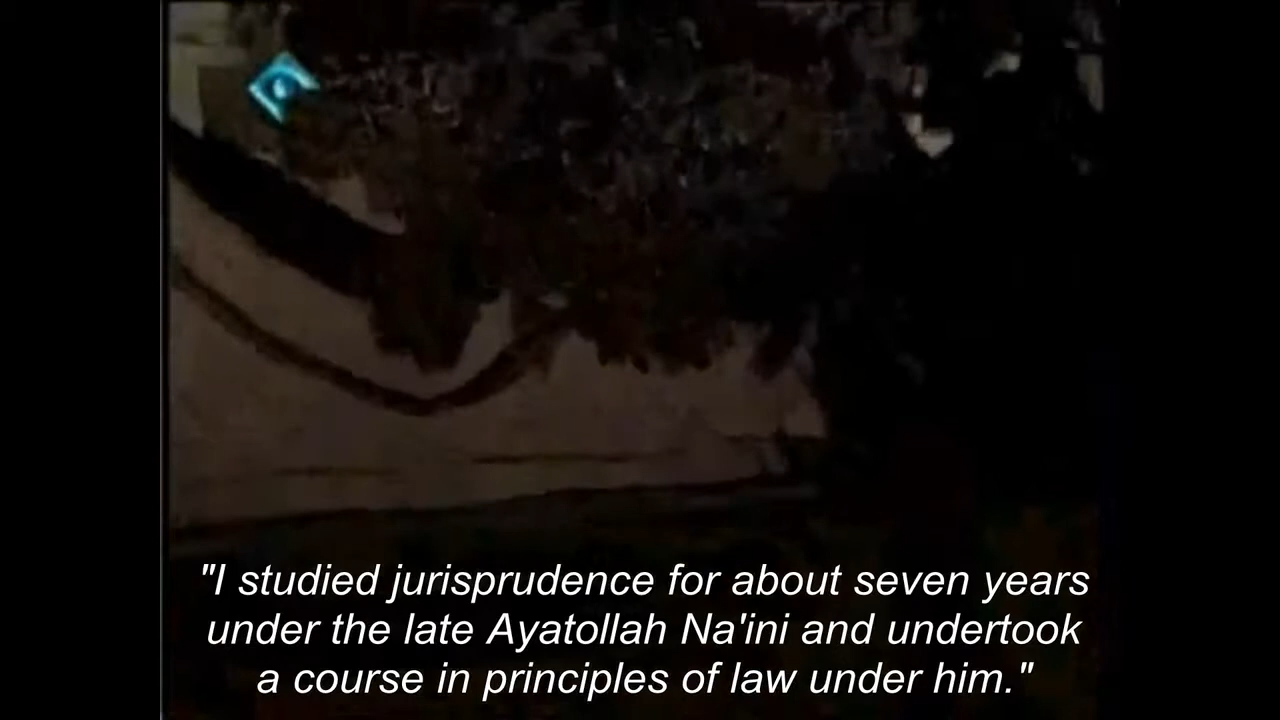 "I studied jurisprudence for about seven years
under the late Ayatollah Na'ini and undertook
a course in principles of law under him."